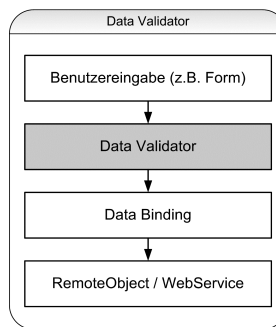 Data Validator
Benutzereingabe (z.B. Form)
Data Validator
Data Binding
RemoteObject / WebService